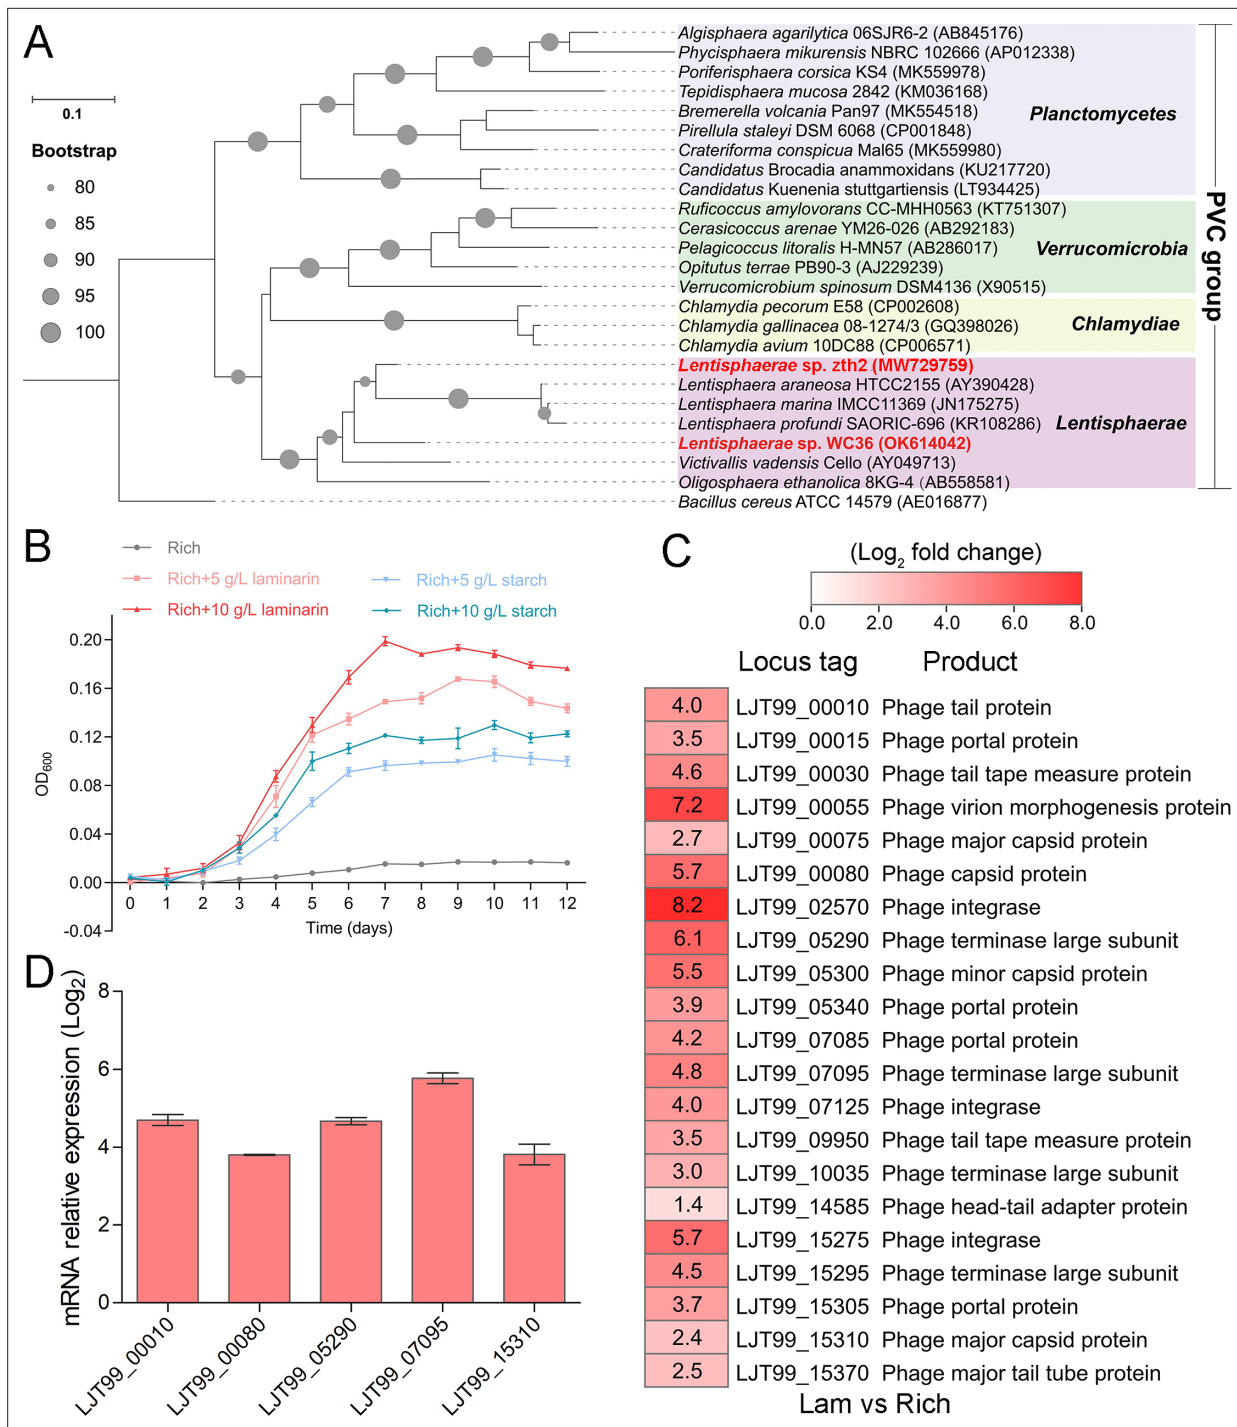 A
Algisphaera agarilytica 06SJR6-2 (AB845176)
Phycisphaera mikurensis NBRC 102666 (AP012338)
Poriferisphaera corsica KS4 (MK559978)
Tepidisphaera mucosa 2842 (KM036168)
Bremerella volcania Pan97 (MK554518)
Pirellula staleyi DSM 6068 (CP001848)
Crateriforma conspicua Mal65 (MK559980)
Candidatus Brocadia anammoxidans (KU217720)
Candidatus Kuenenia stuttgartiensis (LT934425)
Planctomycetes
Ruficoccus amylovorans CC-MHH0563 (KT751307)
Cerasicoccus arenae YM26-026 (AB292183)
Pelagicoccus litoralis H-MN57 (AB286017)
Opitutus terrae PB90-3 (AJ229239)
Verrucomicrobium spinosum DSM4136 (X90515)
Verrucomicrobia
Chlamydia pecorum E58 (CP002608)
Chlamydia gallinacea 08-1274/3 (GQ398026)
Chlamydia avium 10DC88 (CP006571)
Chlamydiae
Lentisphaerae sp. zth2 (MW729759)
Lentisphaera araneosa HTCC2155 (AY390428)
Lentisphaera marina IMCC11369 (JN175275)
Lentisphaera profundi SAORIC-696 (KR108286)
Lentisphaerae sp. WC36 (OK614042)
Victivallis vadensis Cello (AY049713)
Oligosphaera ethanolica 8KG-4 (AB558581)
Lentisphaerae
Bacillus cereus ATCC 14579 (AE016877)
PVC group
0.1
Bootstrap
80
85
90
95
100
B
Rich
Rich+5 g/L laminarin
Rich+5 g/L starch
Rich+10 g/L laminarin
Rich+10 g/L starch
OD600
0.20
0.16
0.12
0.08
0.04
0.00
-0.04
0 1 2 3 4 5 6 7 8 9 10 11 12
Time (days)
C
(Log2 fold change)
0.0 2.0 4.0 6.0 8.0
Locus tag Product
4.0 LJT99_00010 Phage tail protein
3.5 LJT99_00015 Phage portal protein
4.6 LJT99_00030 Phage tail tape measure protein
7.2 LJT99_00055 Phage virion morphogenesis protein
2.7 LJT99_00075 Phage major capsid protein
5.7 LJT99_00080 Phage capsid protein
8.2 LJT99_02570 Phage integrase
6.1 LJT99_05290 Phage terminase large subunit
5.5 LJT99_05300 Phage minor capsid protein
3.9 LJT99_05340 Phage portal protein
4.2 LJT99_07085 Phage portal protein
4.8 LJT99_07095 Phage terminase large subunit
4.0 LJT99_07125 Phage integrase
3.5 LJT99_09950 Phage tail tape measure protein
3.0 LJT99_10035 Phage terminase large subunit
1.4 LJT99_14585 Phage head-tail adapter protein
5.7 LJT99_15275 Phage integrase
4.5 LJT99_15295 Phage terminase large subunit
3.7 LJT99_15305 Phage portal protein
2.4 LJT99_15310 Phage major capsid protein
2.5 LJT99_15370 Phage major tail tube protein
Lam vs Rich
D
mRNA relative expression (Log2)
8
6
4
2
0
LJT99_00010
LJT99_00080
LJT99_05290
LJT99_07095
LJT99_15310